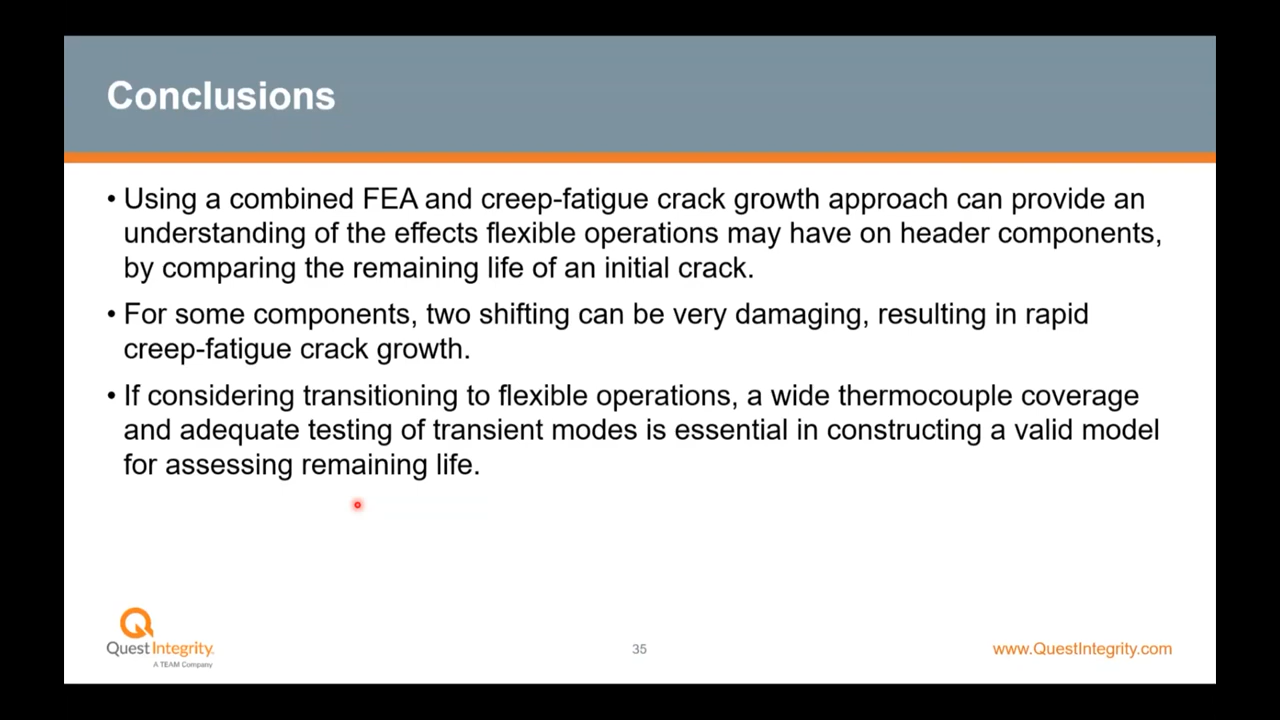 Conclusions
• Using a combined FEA and creep-fatigue crack growth approach can provide an
understanding of the effects flexible operations may have on header components,
by comparing the remaining life of an initial crack.
• For some components, two shifting can be very damaging, resulting in rapid
creep-fatigue crack growth.
• If considering transitioning to flexible operations, a wide thermocouple coverage
and adequate testing of transient modes is essential in constructing a valid model
for assessing remaining life.
QuestIntegrity.
A TEAM Company
35
www.QuestIntegrity.com